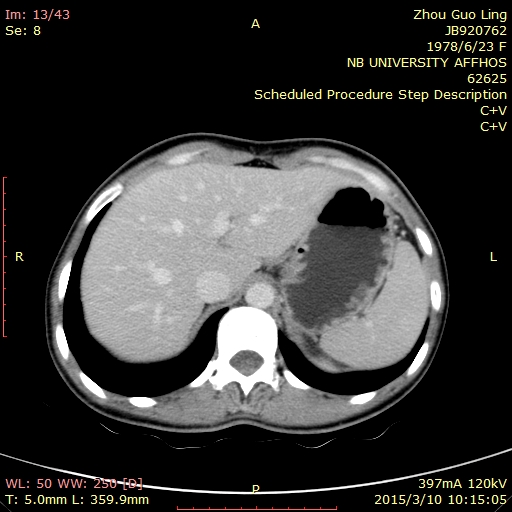 Im: 13/43
Se: 8
A
Zhou Guo Ling
JB920762
1978/6/23 F
NB UNIVERSITY AFFHOS
62625
Scheduled Procedure Step Description
C+V
C+V
R
L
WL: 50 WW: 250 [D]
T: 5.0mm L: 359.9mm
P
397mA 120kV
2015/3/10 10:15:05